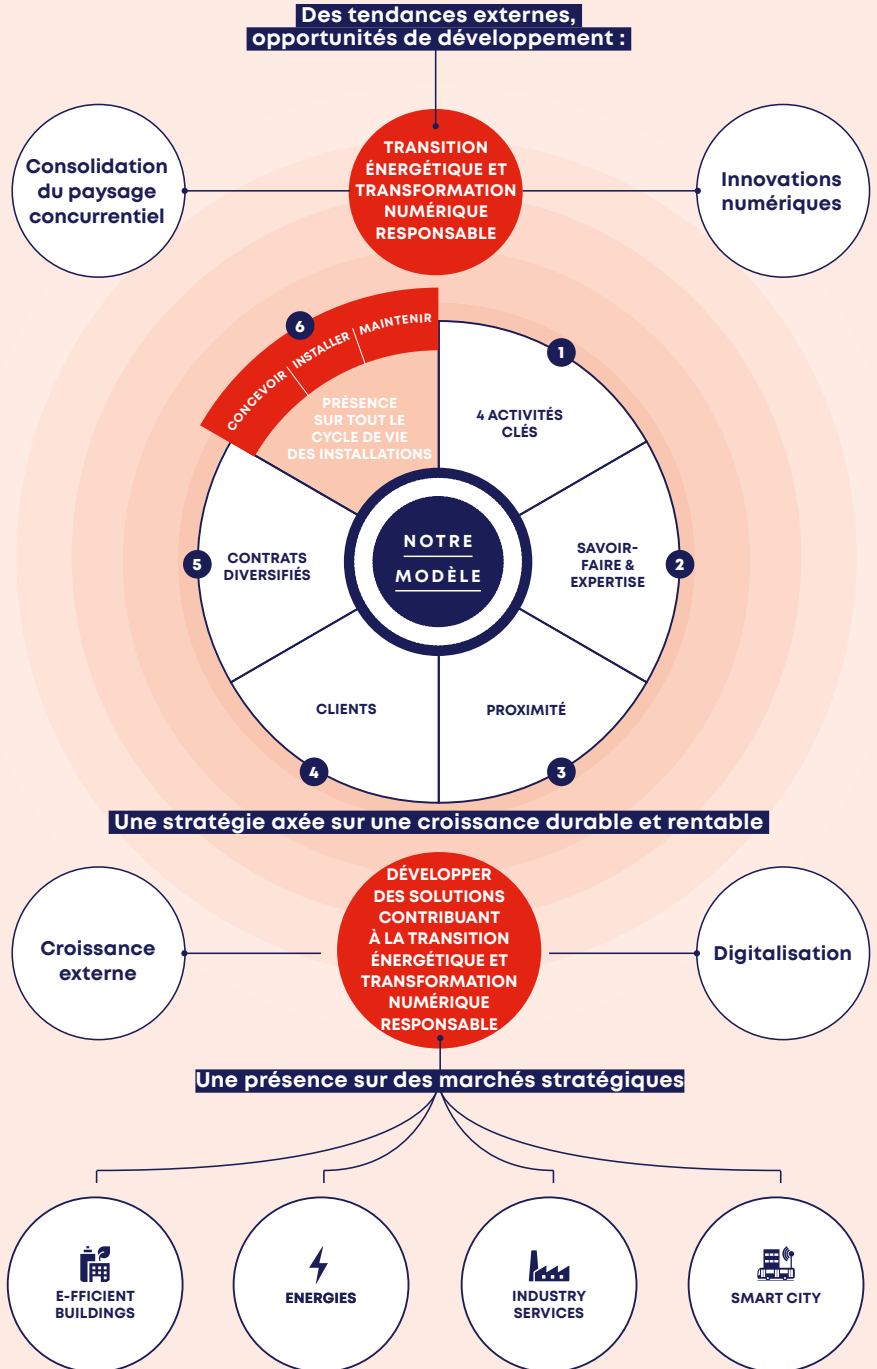 Des tendances externes,
opportunités de développement :
Consolidation
du paysage
concurrentiel
TRANSITION
ÉNERGÉTIQUE ET
TRANSFORMATION
NUMÉRIQUE
RESPONSABLE
Innovations
numériques
6
CONCEVOIR
INSTALLER
MAINTENIR
PRÉSENCE
SUR TOUT LE
CYCLE DE VIE
DES INSTALLATIONS
1
4 ACTIVITÉS
CLÉS
NOTRE
MODÈLE
2
SAVOIR-
FAIRE &
EXPERTISE
3
PROXIMITÉ
4
CLIENTS
5
CONTRATS
DIVERSIFIÉS
Une stratégie axée sur une croissance durable et rentable
Croissance
externe
DÉVELOPPER
DES SOLUTIONS
CONTRIBUANT
À LA TRANSITION
ÉNERGÉTIQUE ET
TRANSFORMATION
NUMÉRIQUE
RESPONSABLE
Digitalisation
Une présence sur des marchés stratégiques
E-FFICIENT
BUILDINGS
ENERGIES
INDUSTRY
SERVICES
SMART CITY